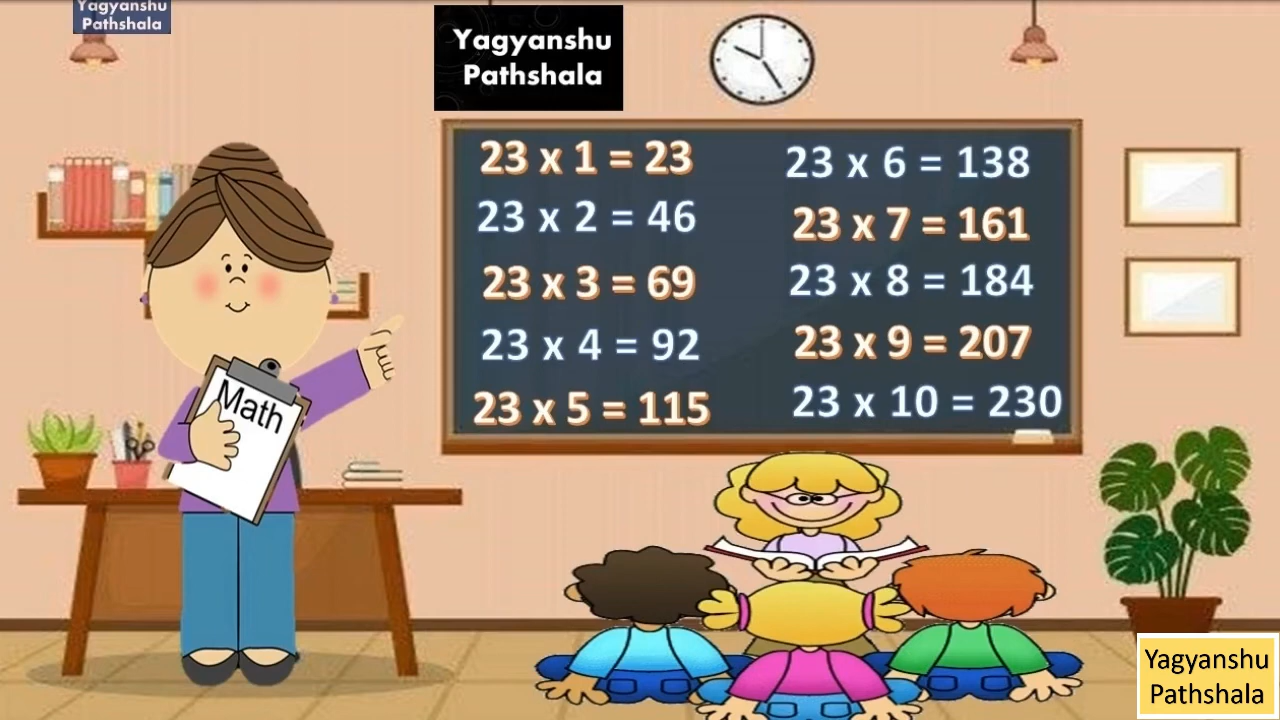 Yagyanshu
Pathshala
Yagyanshu
Pathshala
23 x 1 = 23
23 x 2 = 46
23 x 3 = 69
23 x 4 = 92
23 x 5 = 115
23 x 6 = 138
23 x 7 = 161
23 x 8 = 184
23 x 9 = 207
23 x 10 = 230
Math
Yagyanshu
Pathshala